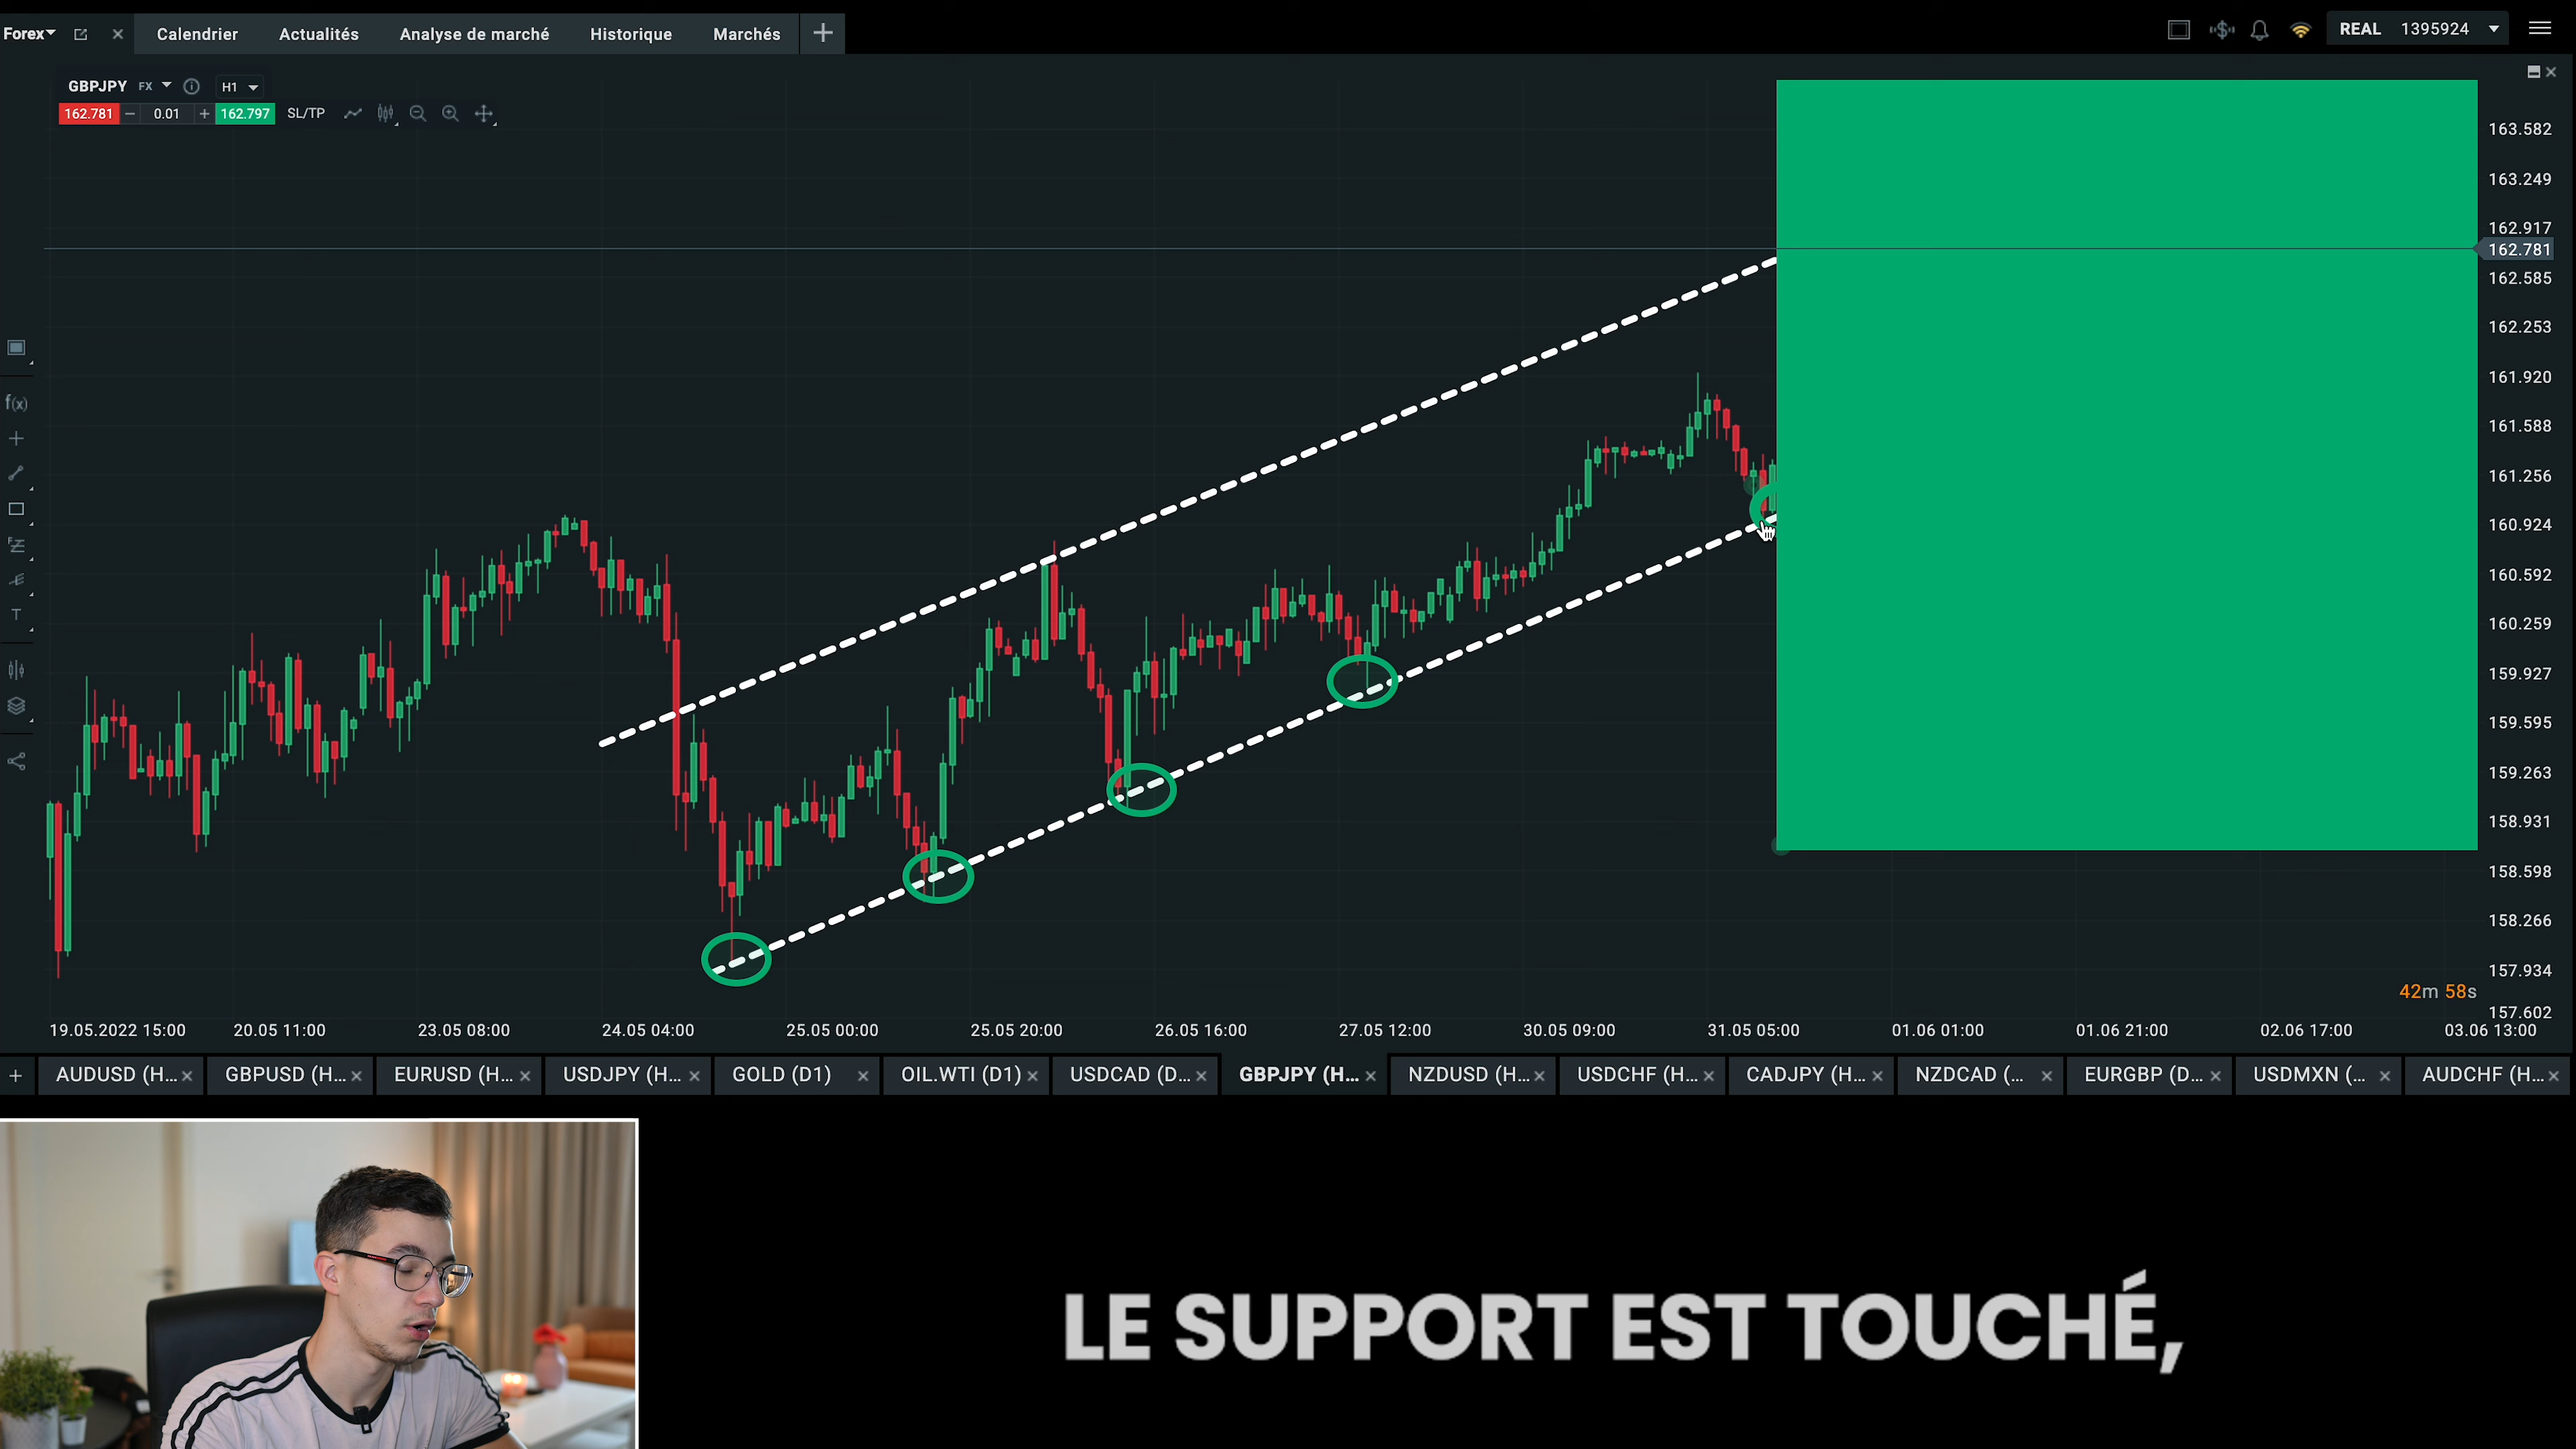 Forex
Calendrier
Actualités
Analyse de marché
Historique
Marchés
REAL 1395924
GBPJPY FX H1
162.781 0.01 162.797 SL/TP
163.582
163.249
162.917
162.781
162.585
162.253
161.920
161.588
161.256
160.924
160.592
160.259
159.927
159.595
159.263
158.931
158.598
158.266
157.934
157.602
f(x)
T
42m 58s
19.05.2022 15:00 20.05 11:00 23.05 08:00 24.05 04:00 25.05 00:00 25.05 20:00 26.05 16:00 27.05 12:00 30.05 09:00 31.05 05:00 01.06 01:00 01.06 21:00 02.06 17:00 03.06 13:00
AUDUSD (H... GBPUSD (H... EURUSD (H... USDJPY (H... GOLD (D1) OIL.WTI (D1) USDCAD (D... GBPJPY (H... NZDUSD (H... USDCHF (H... CADJPY (H... NZDCAD (... EURGBP (D... USDMXN (... AUDCHF (H...
LE SUPPORT EST TOUCHÉ,